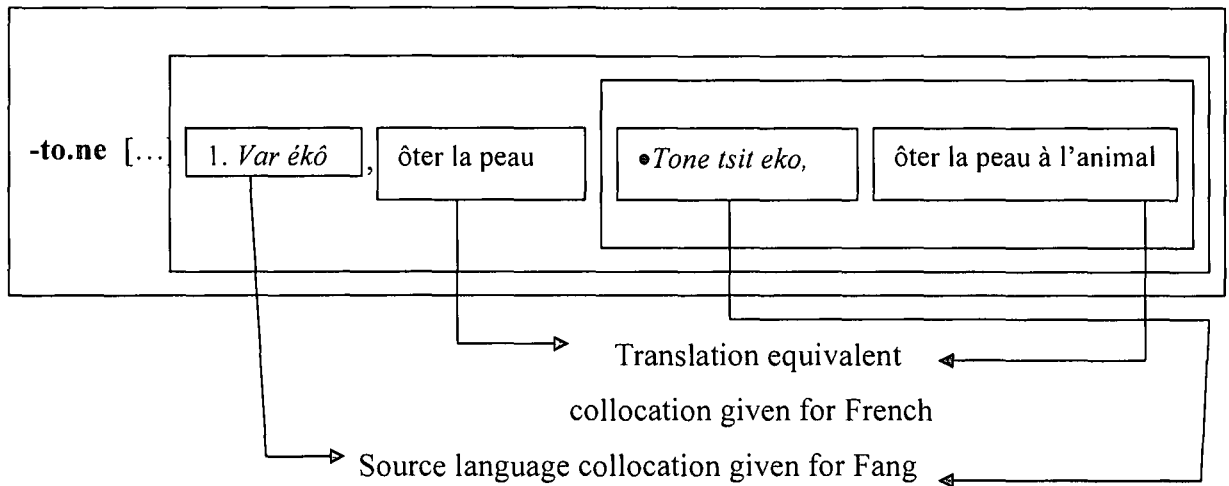 -to.ne [... 1. Var ékô , ôter la peau •Tone tsit eko, ôter la peau à l’animal
Translation equivalent
collocation given for French
Source language collocation given for Fang